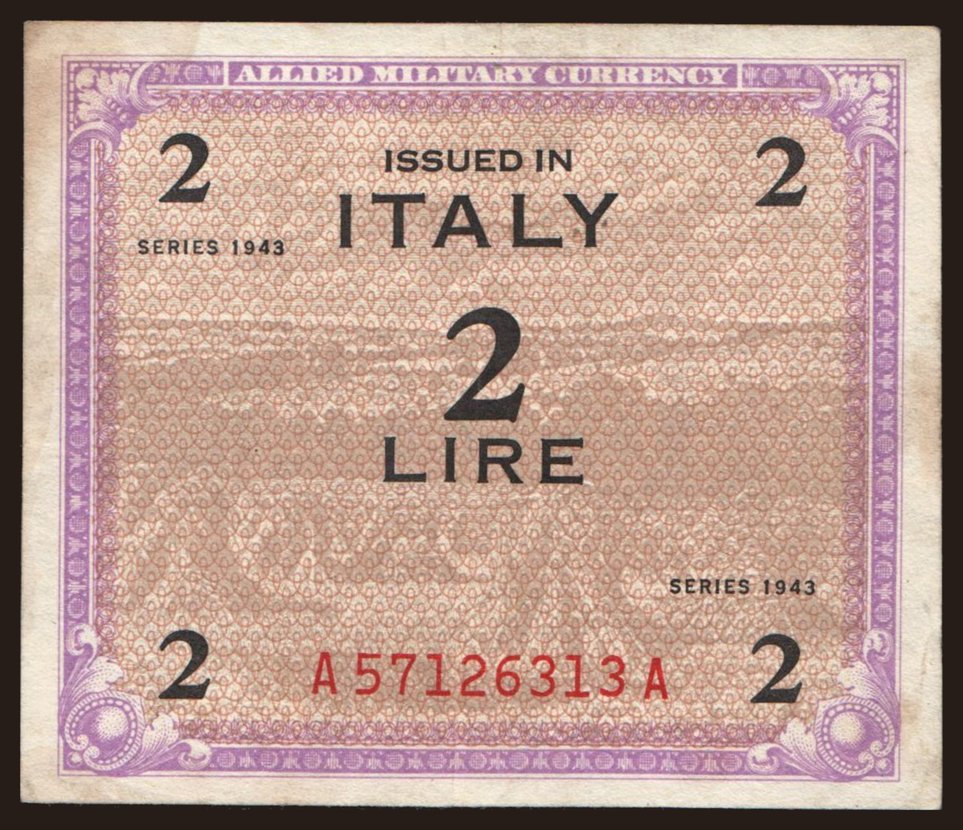 ALLIED MILITARY CURRENCY
2 ISSUED IN 2
ITALY
SERIES 1943
2
LIRE
SERIES 1943
2 A57126313A 2